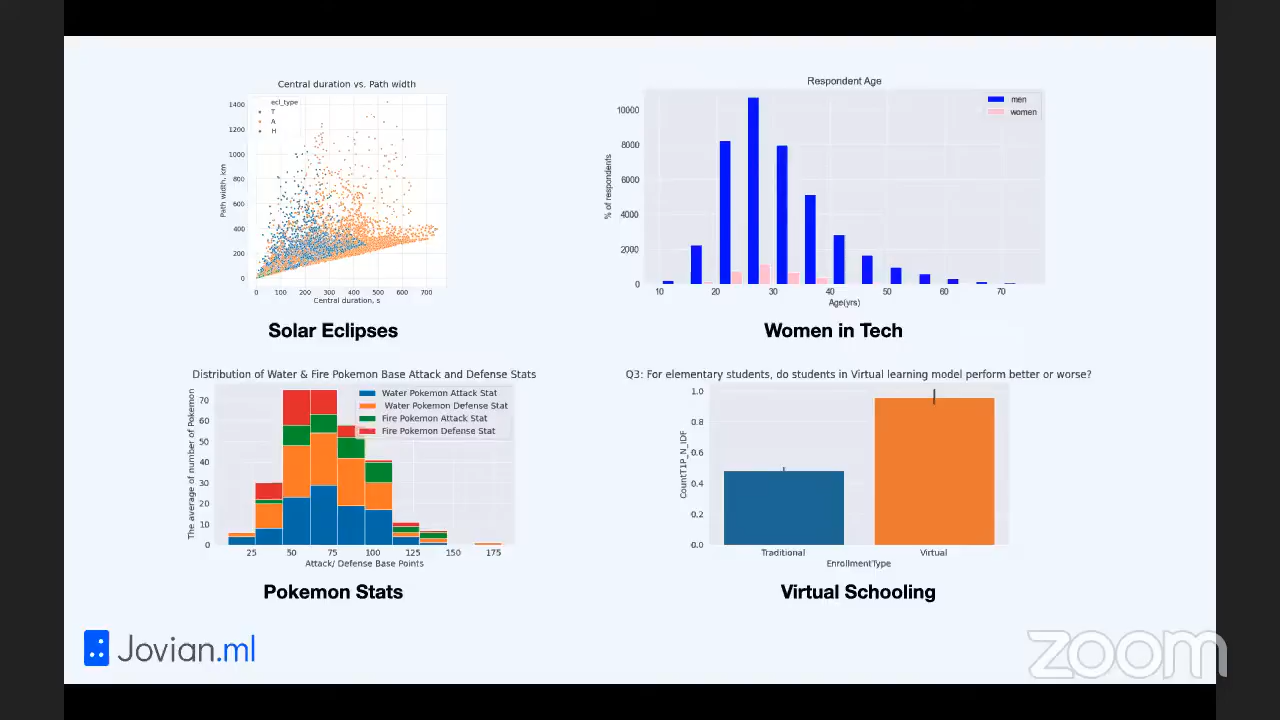 Central duration vs. Path width
ecl_type
T
A
H
1400
1200
1000
800
600
400
200
0
Path width, km
0 100 200 300 400 500 600 700
Central duration, s
Solar Eclipses
Respondent Age
men
women
10000
8000
6000
4000
2000
0
% of respondents
10 20 30 40 50 60 70
Age(yrs)
Women in Tech
Distribution of Water & Fire Pokemon Base Attack and Defense Stats
Water Pokemon Attack Stat
Water Pokemon Defense Stat
Fire Pokemon Attack Stat
Fire Pokemon Defense Stat
70
60
50
40
30
20
10
0
The average of number of Pokemon
25 50 75 100 125 150 175
Attack/ Defense Base Points
Pokemon Stats
Q3: For elementary students, do students in Virtual learning model perform better or worse?
1.0
0.8
0.6
0.4
0.2
0.0
CountT1P_N_IDF
Traditional Virtual
EnrollmentType
Virtual Schooling
Jovian.ml
zoom